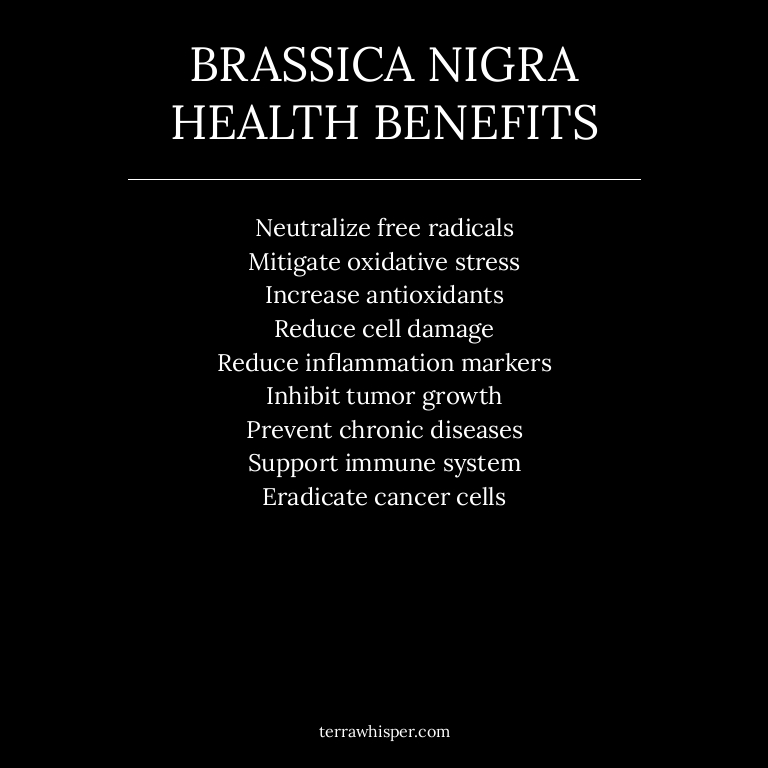 BRASSICA NIGRA
HEALTH BENEFITS
Neutralize free radicals
Mitigate oxidative stress
Increase antioxidants
Reduce cell damage
Reduce inflammation markers
Inhibit tumor growth
Prevent chronic diseases
Support immune system
Eradicate cancer cells
terrawhisper.com